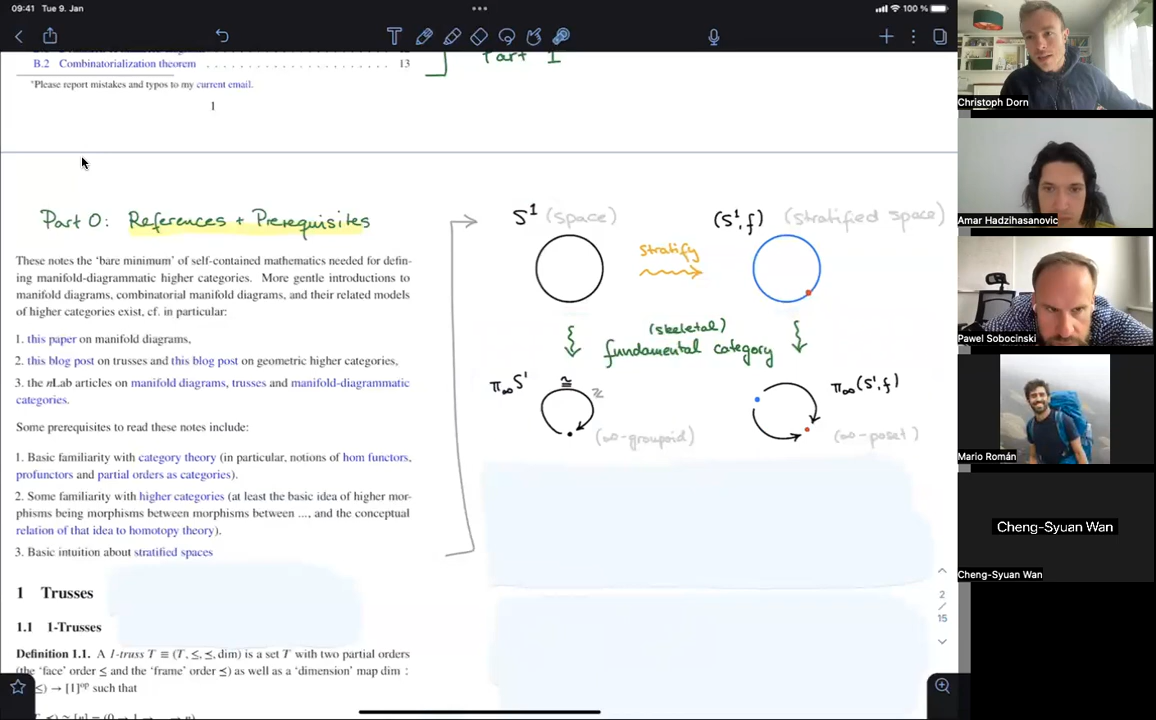 09:41 Tue 9. Jan
100 %
B.2 Combinatorialization theorem . . . . . . . . . . . . . . . . . . . . . . . . . . . . 13
*Please report mistakes and typos to my current email.
1
Part 1
Part 0: References + Prerequisites
These notes the ‘bare minimum’ of self-contained mathematics needed for defin-
ing manifold-diagrammatic higher categories. More gentle introductions to
manifold diagrams, combinatorial manifold diagrams, and their related models
of higher categories exist, cf. in particular:
1. this paper on manifold diagrams,
2. this blog post on trusses and this blog post on geometric higher categories,
3. the nLab articles on manifold diagrams, trusses and manifold-diagrammatic
categories.
Some prerequisites to read these notes include:
1. Basic familiarity with category theory (in particular, notions of hom functors,
profunctors and partial orders as categories).
2. Some familiarity with higher categories (at least the basic idea of higher mor-
phisms being morphisms between morphisms between ..., and the conceptual
relation of that idea to homotopy theory).
3. Basic intuition about stratified spaces
1 Trusses
1.1 1-Trusses
Definition 1.1. A 1-truss T ≡ (T, ≤, ⪯, dim) is a set T with two partial orders
(the ‘face’ order ≤ and the ‘frame’ order ⪯) as well as a ‘dimension’ map dim :
≤) → [1]ᵒᵖ such that
S¹ (space)
(S¹, f) (stratified space)
stratify
(skeletal)
fundamental category
π∞ S¹
≅
(∞-groupoid)
π∞(S¹, f)
(∞-poset)
2
/
15
Christoph Dorn
Amar Hadzihasanovic
Pawel Sobocinski
Mario Román
Cheng-Syuan Wan
Cheng-Syuan Wan